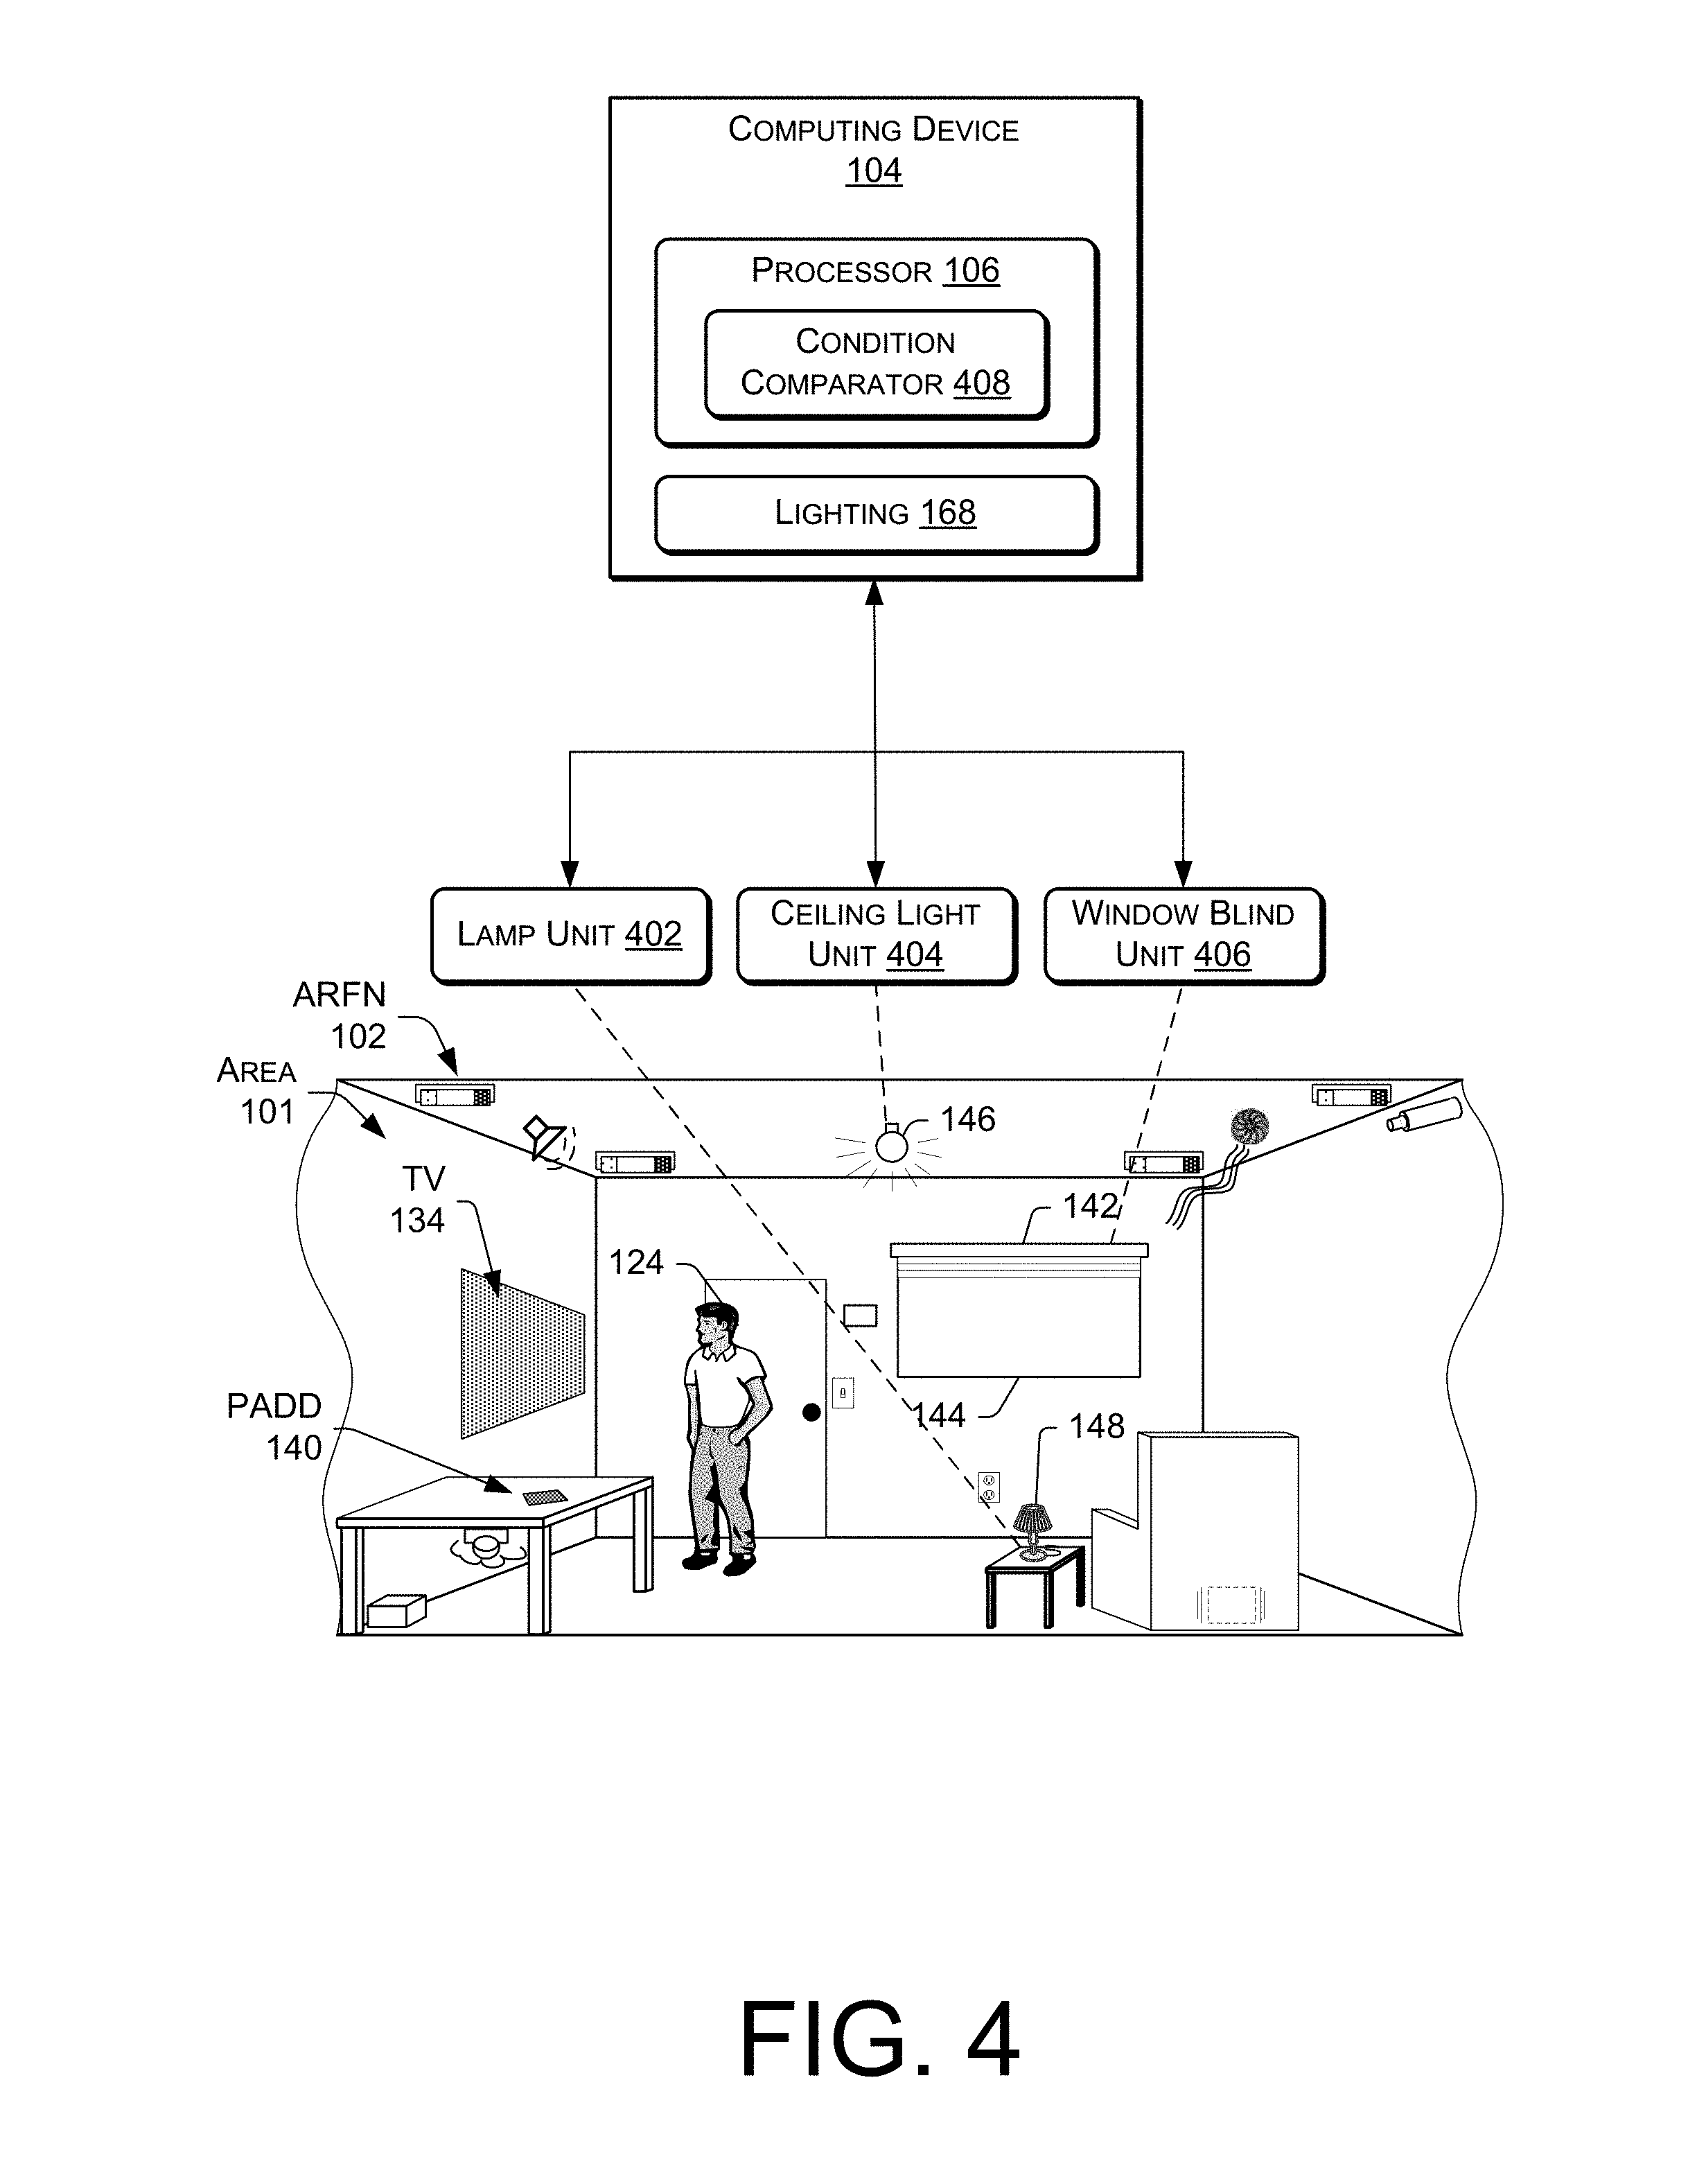 COMPUTING DEVICE
104
PROCESSOR 106
CONDITION
COMPARATOR 408
LIGHTING 168
LAMP UNIT 402
CEILING LIGHT
UNIT 404
WINDOW BLIND
UNIT 406
ARFN
102
AREA
101
146
TV
134
142
124
PADD
140
144
148
FIG. 4